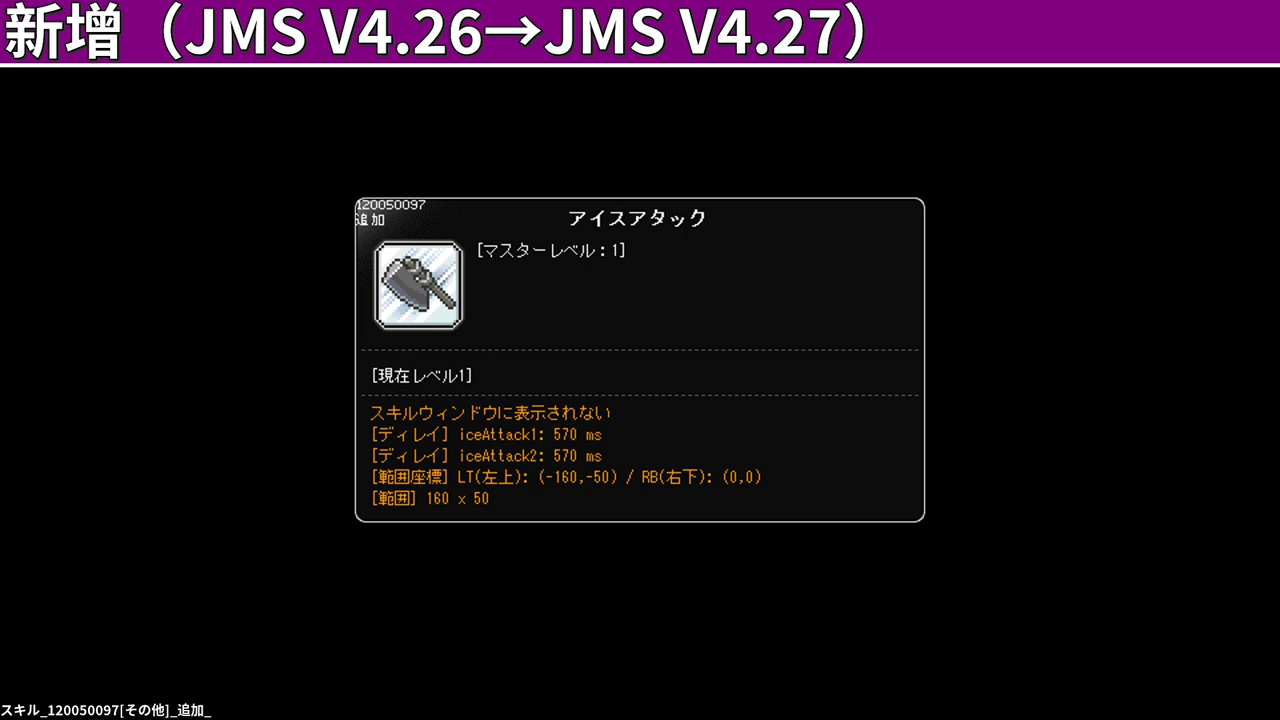 新増（JMS V4.26→JMS V4.27）
120050097
追加
アイスアタック
[マスターレベル：1]
[現在レベル1]
スキルウィンドウに表示されない
[ディレイ] iceAttack1: 570 ms
[ディレイ] iceAttack2: 570 ms
[範囲座標] LT(左上): (-160,-50) / RB(右下): (0,0)
[範囲] 160 x 50
スキル_120050097[その他]_追加_